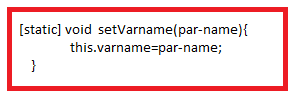 [static] void setVarname(par-name){
this.varname=par-name;
}